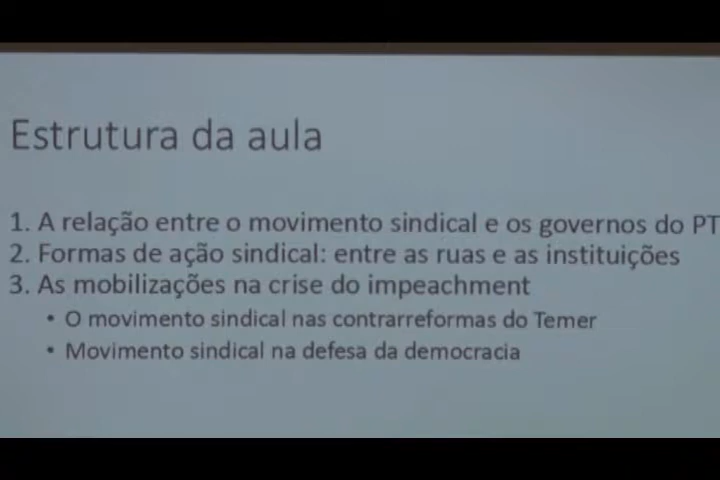 Estrutura da aula
1. A relação entre o movimento sindical e os governos do PT
2. Formas de ação sindical: entre as ruas e as instituições
3. As mobilizações na crise do impeachment
• O movimento sindical nas contrarreformas do Temer
• Movimento sindical na defesa da democracia